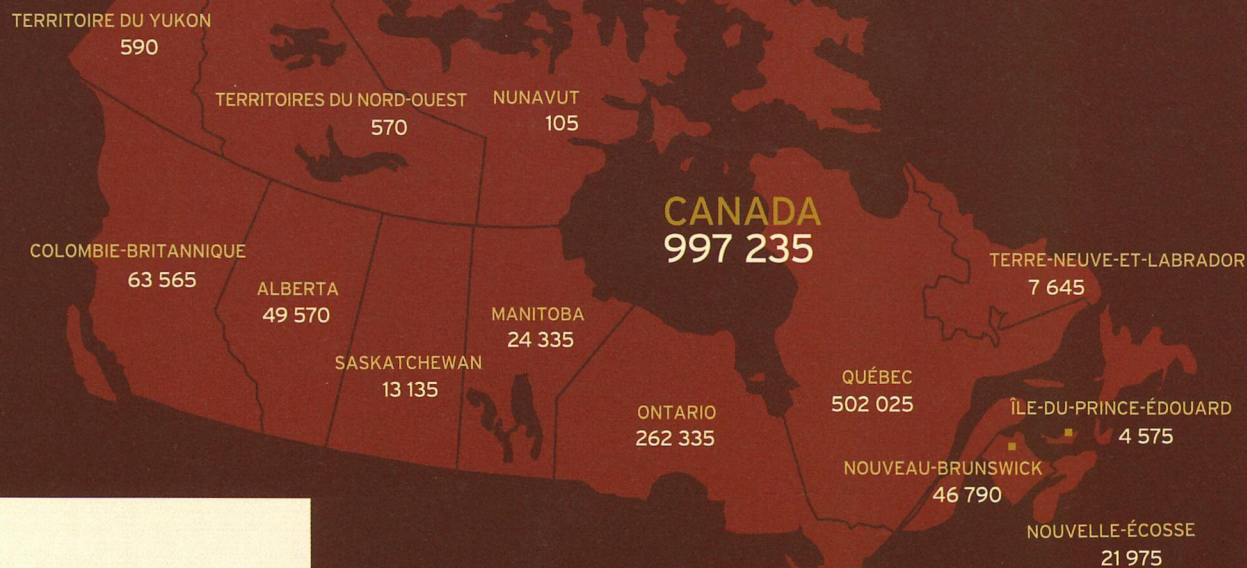 TERRITOIRE DU YUKON
590
TERRITOIRES DU NORD-OUEST
570
NUNAVUT
105
CANADA
997 235
COLOMBIE-BRITANNIQUE
63 565
ALBERTA
49 570
SASKATCHEWAN
13 135
MANITOBA
24 335
ONTARIO
262 335
QUÉBEC
502 025
TERRE-NEUVE-ET-LABRADOR
7 645
ÎLE-DU-PRINCE-ÉDOUARD
4 575
NOUVEAU-BRUNSWICK
46 790
NOUVELLE-ÉCOSSE
21 975